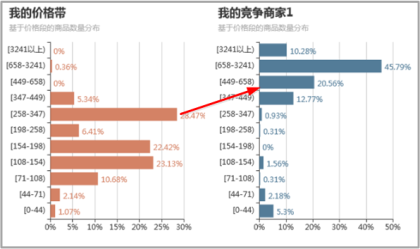 我的价格带
基于价格段的商品数量分布
[3241以上) 0%
[658-3241) 0.36%
[449-658) 0%
[347-449) 5.34%
[258-347) 28.47%
[198-258) 6.41%
[154-198) 22.42%
[108-154) 23.13%
[71-108) 10.68%
[44-71) 2.14%
[0-44) 1.07%
0% 5% 10% 15% 20% 25% 30%
我的竞争商家1
基于价格段的商品数量分布
[3241以上) 10.28%
[658-3241) 45.79%
[449-658) 20.56%
[347-449) 12.77%
[258-347) 0.93%
[198-258) 0.31%
[154-198) 0%
[108-154) 1.56%
[71-108) 0.31%
[44-71) 2.18%
[0-44) 5.3%
0% 10% 20% 30% 40% 50%